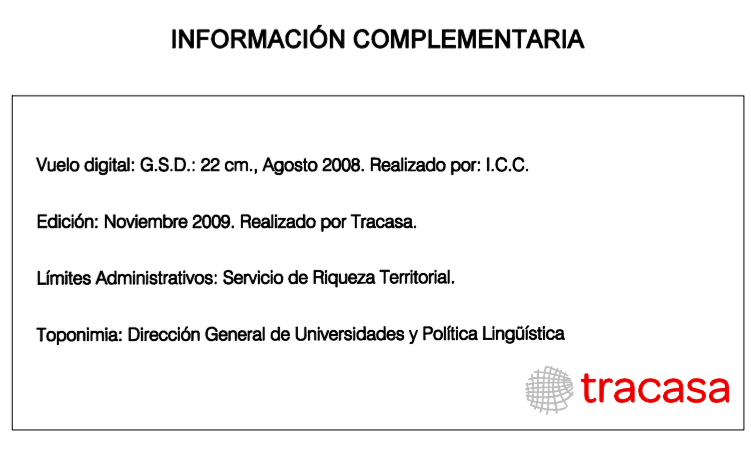 INFORMACIÓN COMPLEMENTARIA
Vuelo digital: G.S.D.: 22 cm., Agosto 2008. Realizado por: I.C.C.
Edición: Noviembre 2009. Realizado por Tracasa.
Límites Administrativos: Servicio de Riqueza Territorial.
Toponimia: Dirección General de Universidades y Política Lingüística
tracasa